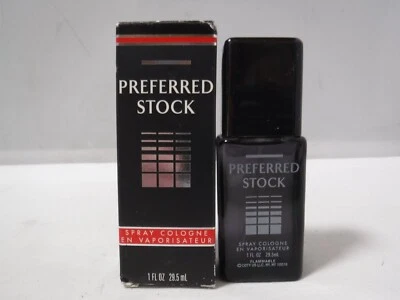 PREFERRED
STOCK
SPRAY COLOGNE
EN VAPORISATEUR
1 FL OZ 29.5 mL
PREFERRED
STOCK
SPRAY COLOGNE
EN VAPORISATEUR
1 FL OZ 29.5mL
FLAMMABLE